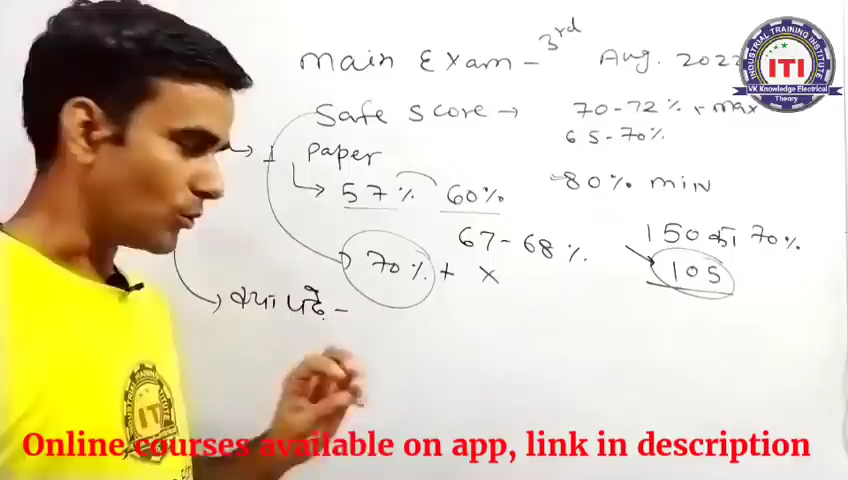 Main Exam - 3rd Aug. 2022
Safe score → 70-72% + max
65-70%
1 Paper
57% 60%
80% min
67-68%
150 का 70%
70% + x
105
क्या पढ़े -
INDUSTRIAL TRAINING INSTITUTE
ITI
VK Knowledge Electrical
Theory
ITI
Online courses available on app, link in description